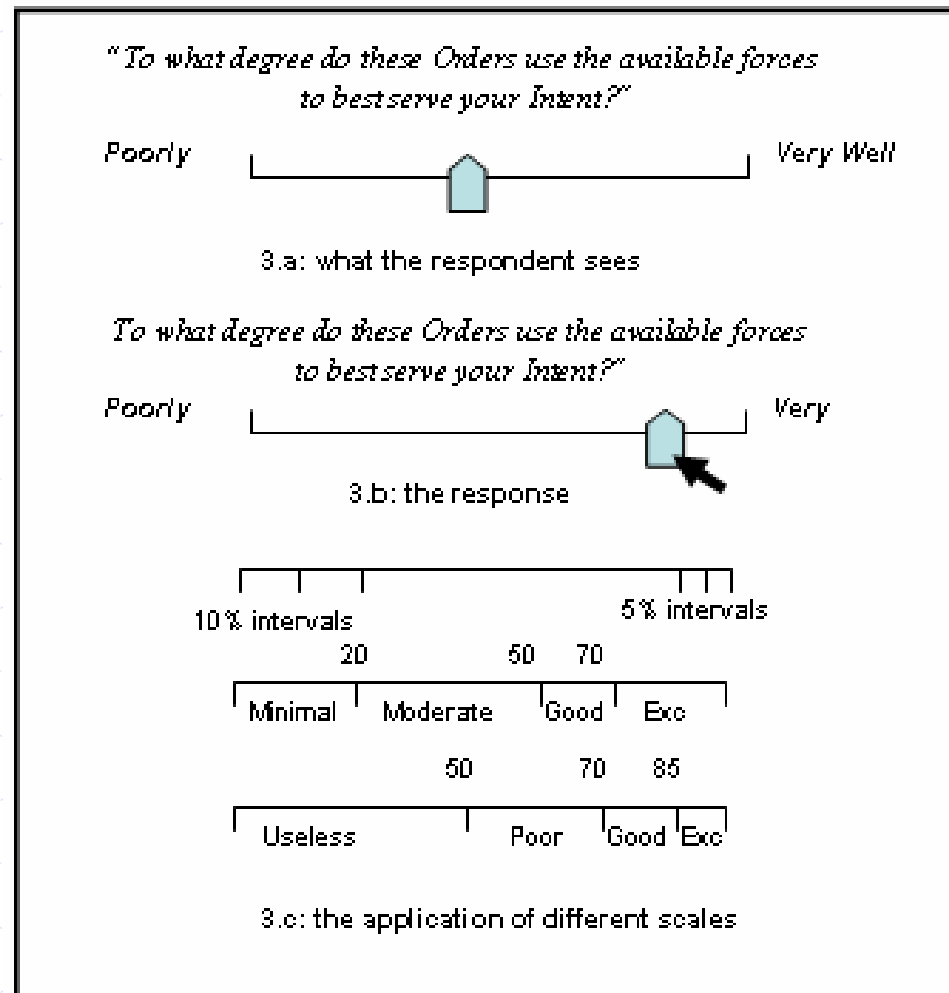 “To what degree do these Orders use the available forces
to best serve your Intent?”
Poorly Very Well
3.a: what the respondent sees
To what degree do these Orders use the available forces
to best serve your Intent?”
Poorly Very
3.b: the response
10% intervals 5% intervals
20 50 70
Minimal Moderate Good Exc
50 70 85
Useless Poor Good Exc
3.c: the application of different scales